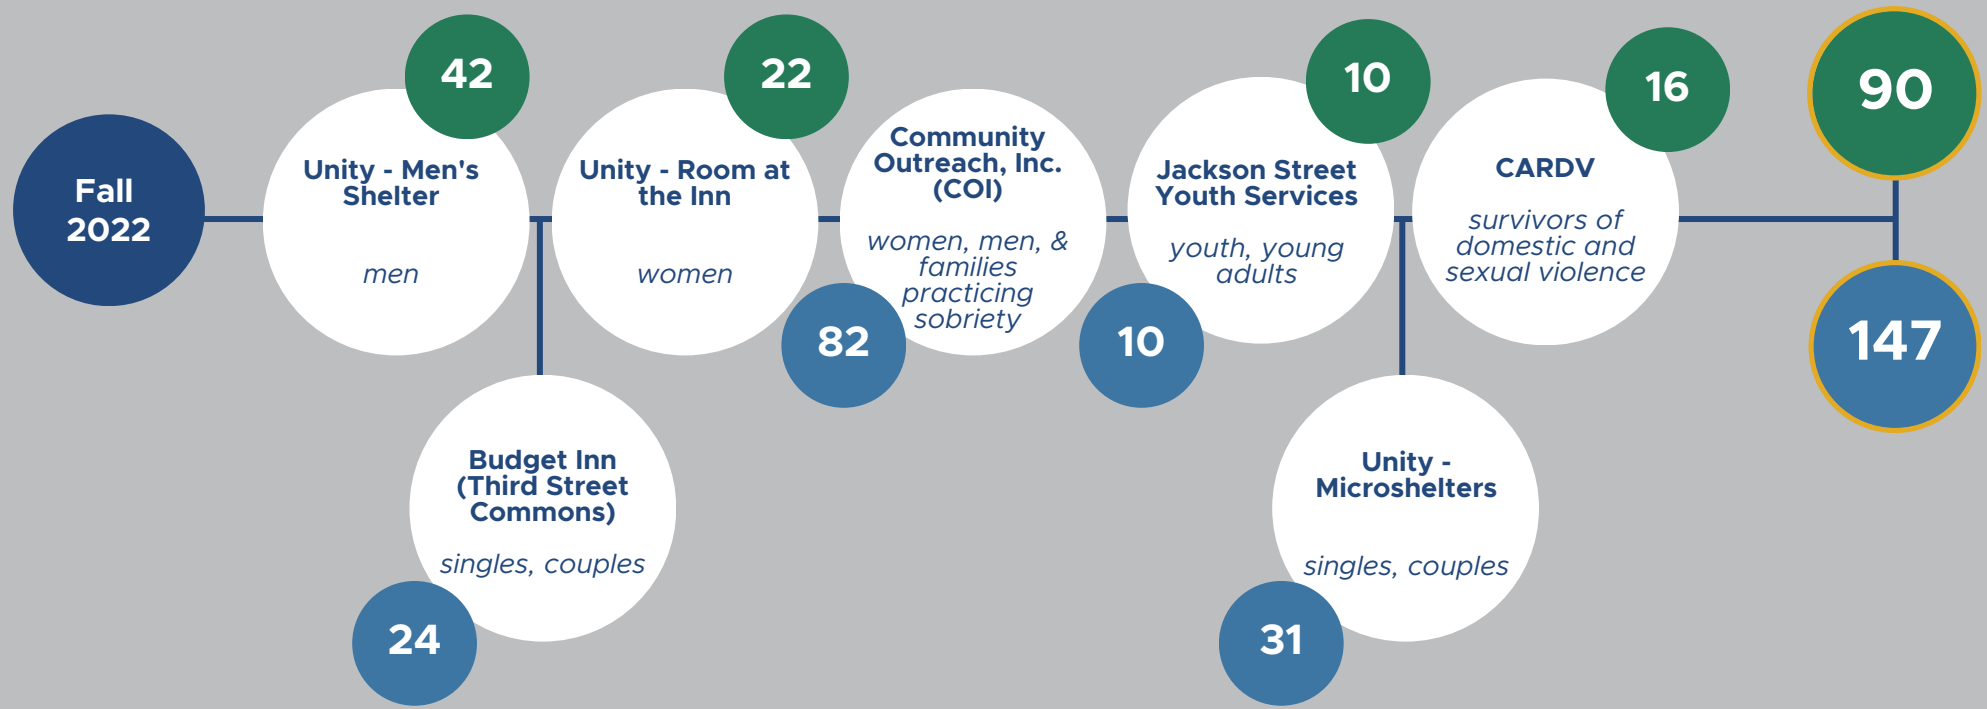 Fall
2022
42
Unity - Men's
Shelter
men
24
Budget Inn
(Third Street
Commons)
singles, couples
22
Unity - Room at
the Inn
women
82
Community
Outreach, Inc.
(COI)
women, men, &
families
practicing
sobriety
10
Jackson Street
Youth Services
youth, young
adults
10
31
Unity -
Microshelters
singles, couples
16
CARDV
survivors of
domestic and
sexual violence
90
147